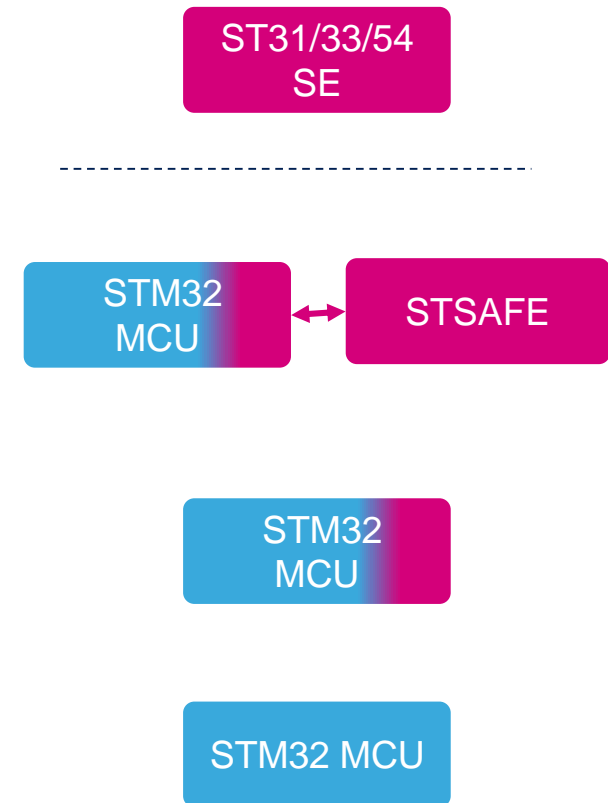 ST31/33/54
SE
STM32
MCU
STSAFE
STM32
MCU
STM32 MCU